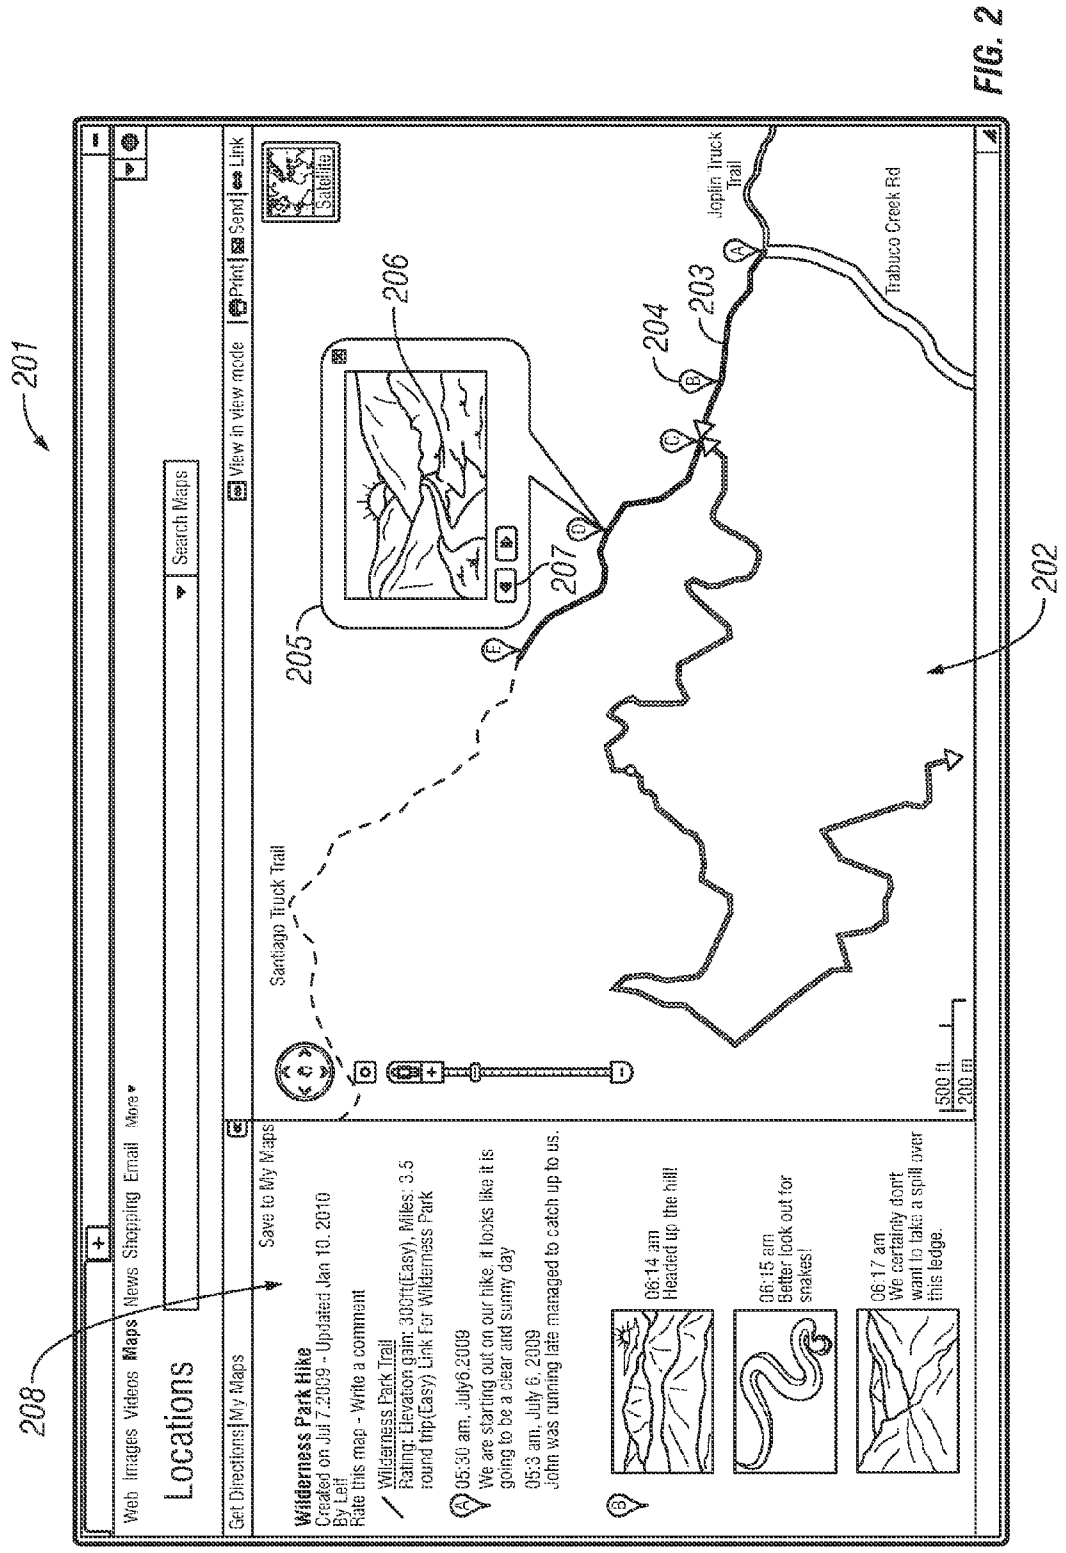 201
208
Web Images Videos Maps News Shopping Email More
Locations
Search Maps
Get Directions My Maps
View in view mode Print Send Link
Save to My Maps
Wilderness Park Hike
Created on Jul 7.2009 - Updated Jan 10. 2010
By Leif
Rate this map - Write a comment
Wilderness Park Trail
Rating: Elevation gain: 300ft(Easy), Miles: 3.5
round trip(Easy) Link For Wilderness Park
A
05:30 am, July6.2009
We are starting out on our hike. it looks like it is
going to be a clear and sunny day
05:3 am, July 6, 2009
John was running late managed to catch up to us.
B
06:14 am
Headed up the hill!
06:15 am
Better look out for
snakes!
06:17 am
We certainly don't
want to take a spill over
this ledge.
Santiago Truck Trail
Satellite
205
206
207
E
D
C
204
B
203
A
Joplin Truck
Trail
Trabuco Creek Rd
500 ft
200 m
202
FIG. 2